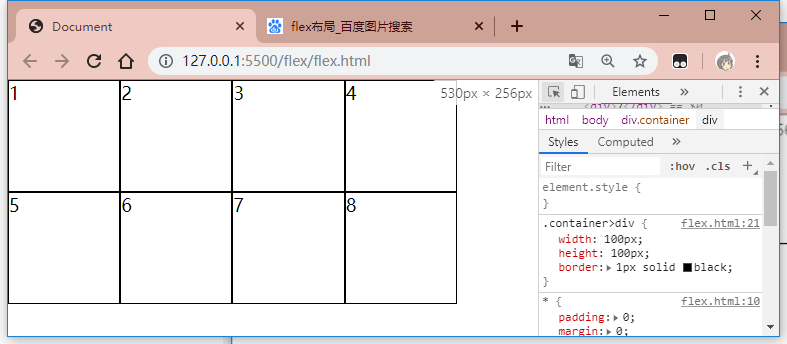 Document
flex布局_百度图片搜索
127.0.0.1:5500/flex/flex.html
1 2 3 4
530px × 256px
5 6 7 8
Elements »
html body div.container div
Styles Computed »
Filter :hov .cls +
element.style {
}
.container>div { flex.html:21
width: 100px;
height: 100px;
border: 1px solid black;
}
* { flex.html:10
padding: 0;
margin: 0;